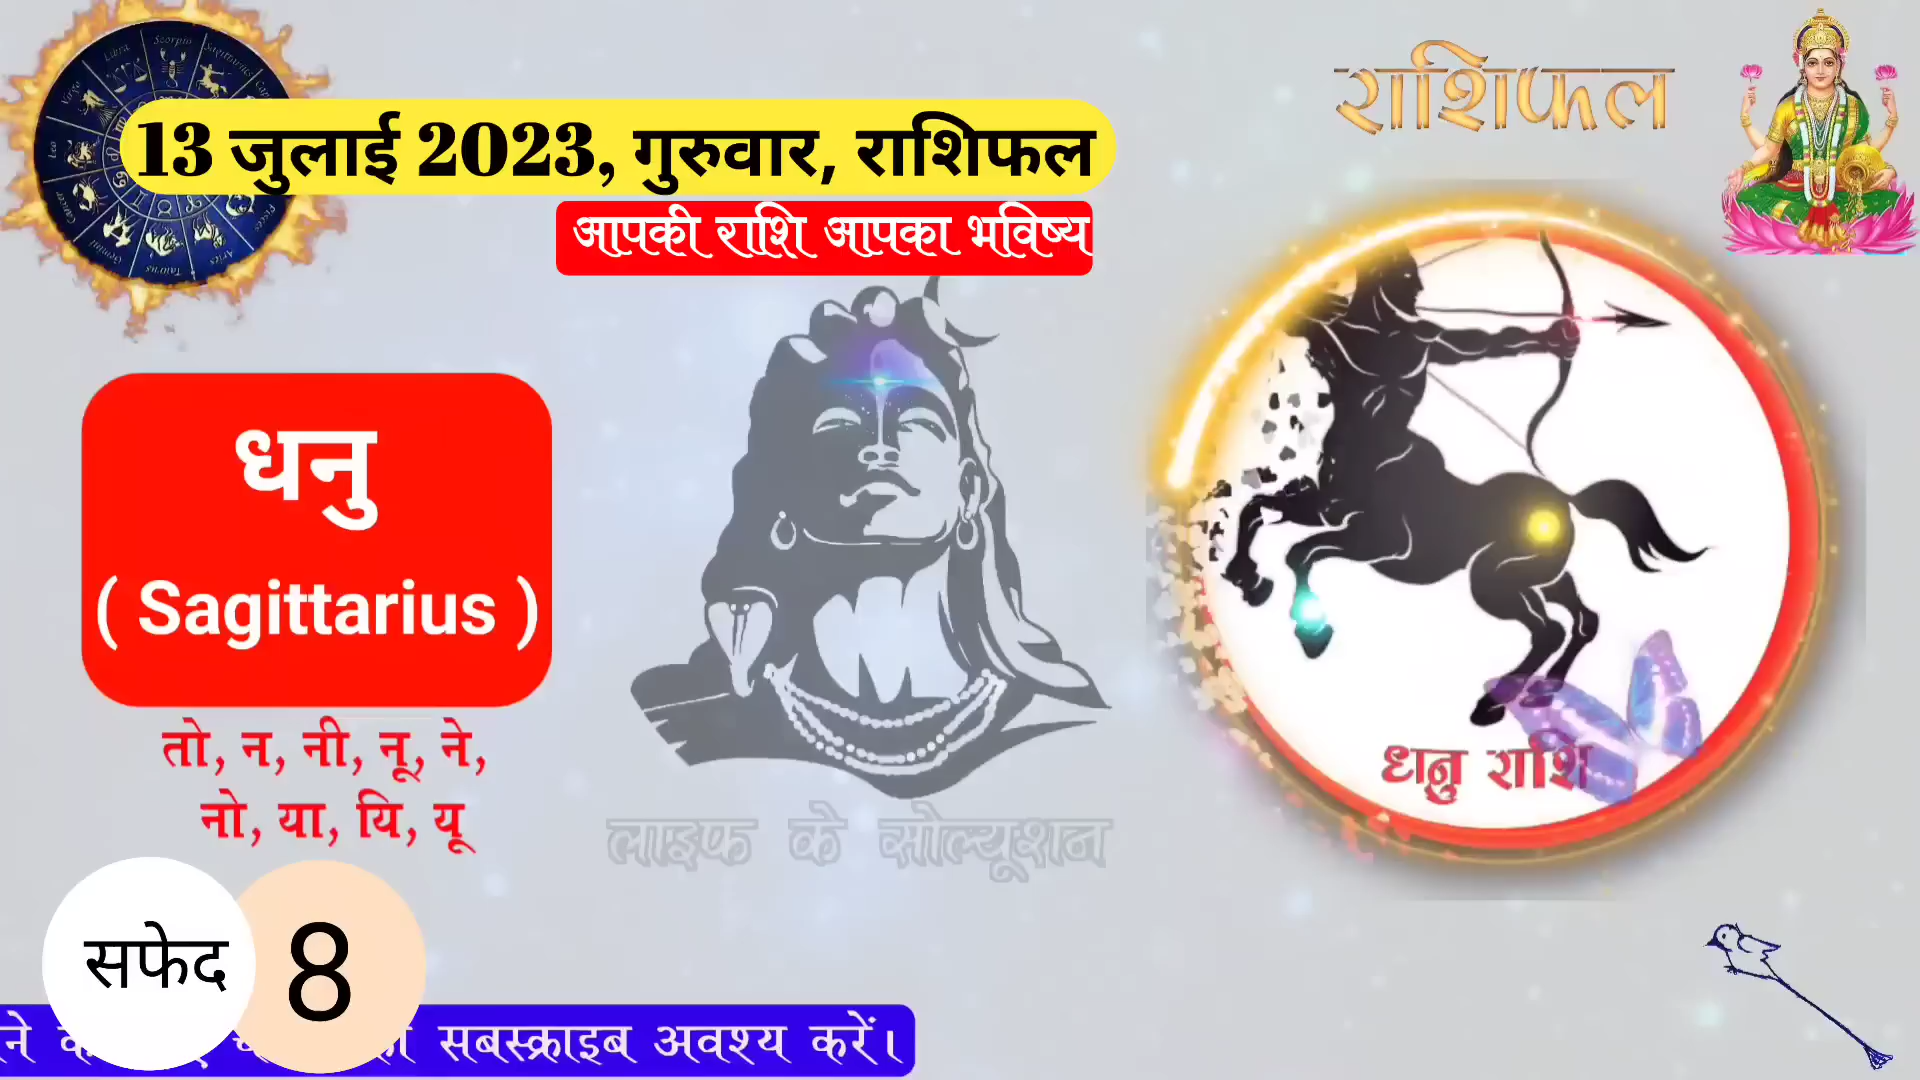 राशिफल
13 जुलाई 2023, गुरुवार, राशिफल
आपकी राशि आपका भविष्य
धनु
( Sagittarius )
तो, न, नी, नू, ने,
नो, या, यि, यू
धनु राशि
लाइफ के सोल्यूशन
सफेद
8
सबस्क्राइब अवश्य करें।